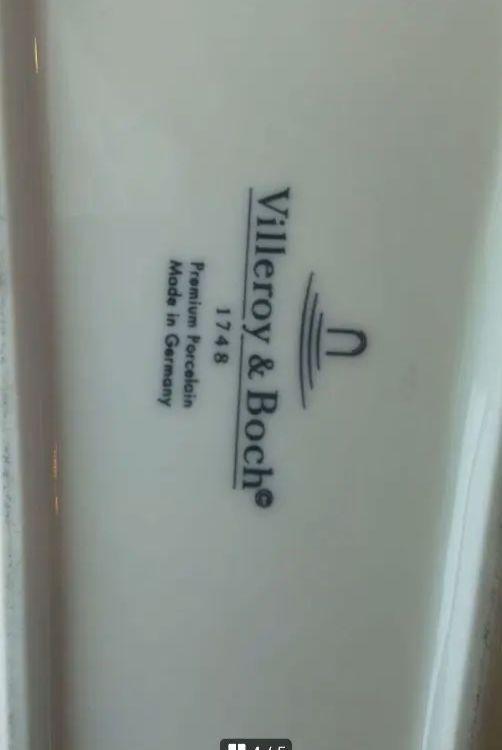 Villeroy & Boch©
1748
Premium Porcelain
Made in Germany